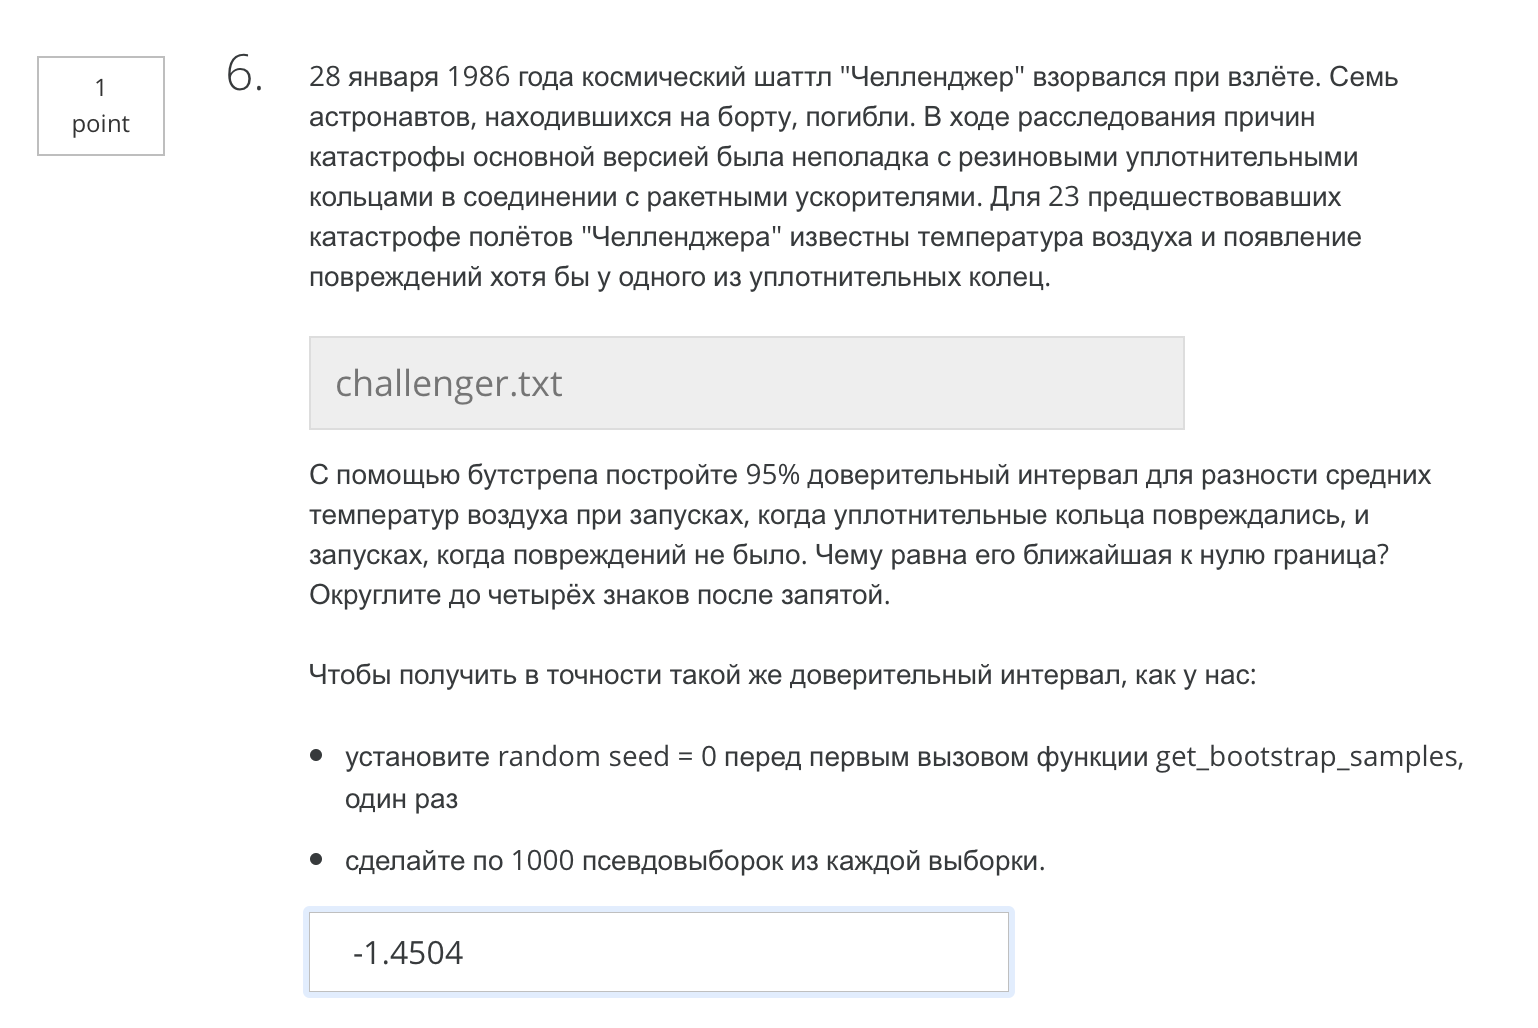 1
point
6.
28 января 1986 года космический шаттл "Челленджер" взорвался при взлёте. Семь
астронавтов, находившихся на борту, погибли. В ходе расследования причин
катастрофы основной версией была неполадка с резиновыми уплотнительными
кольцами в соединении с ракетными ускорителями. Для 23 предшествовавших
катастрофе полётов "Челленджера" известны температура воздуха и появление
повреждений хотя бы у одного из уплотнительных колец.
challenger.txt
С помощью бутстрепа постройте 95% доверительный интервал для разности средних
температур воздуха при запусках, когда уплотнительные кольца повреждались, и
запусках, когда повреждений не было. Чему равна его ближайшая к нулю граница?
Округлите до четырёх знаков после запятой.
Чтобы получить в точности такой же доверительный интервал, как у нас:
• установите random seed = 0 перед первым вызовом функции get_bootstrap_samples,
один раз
• сделайте по 1000 псевдовыборок из каждой выборки.
-1.4504